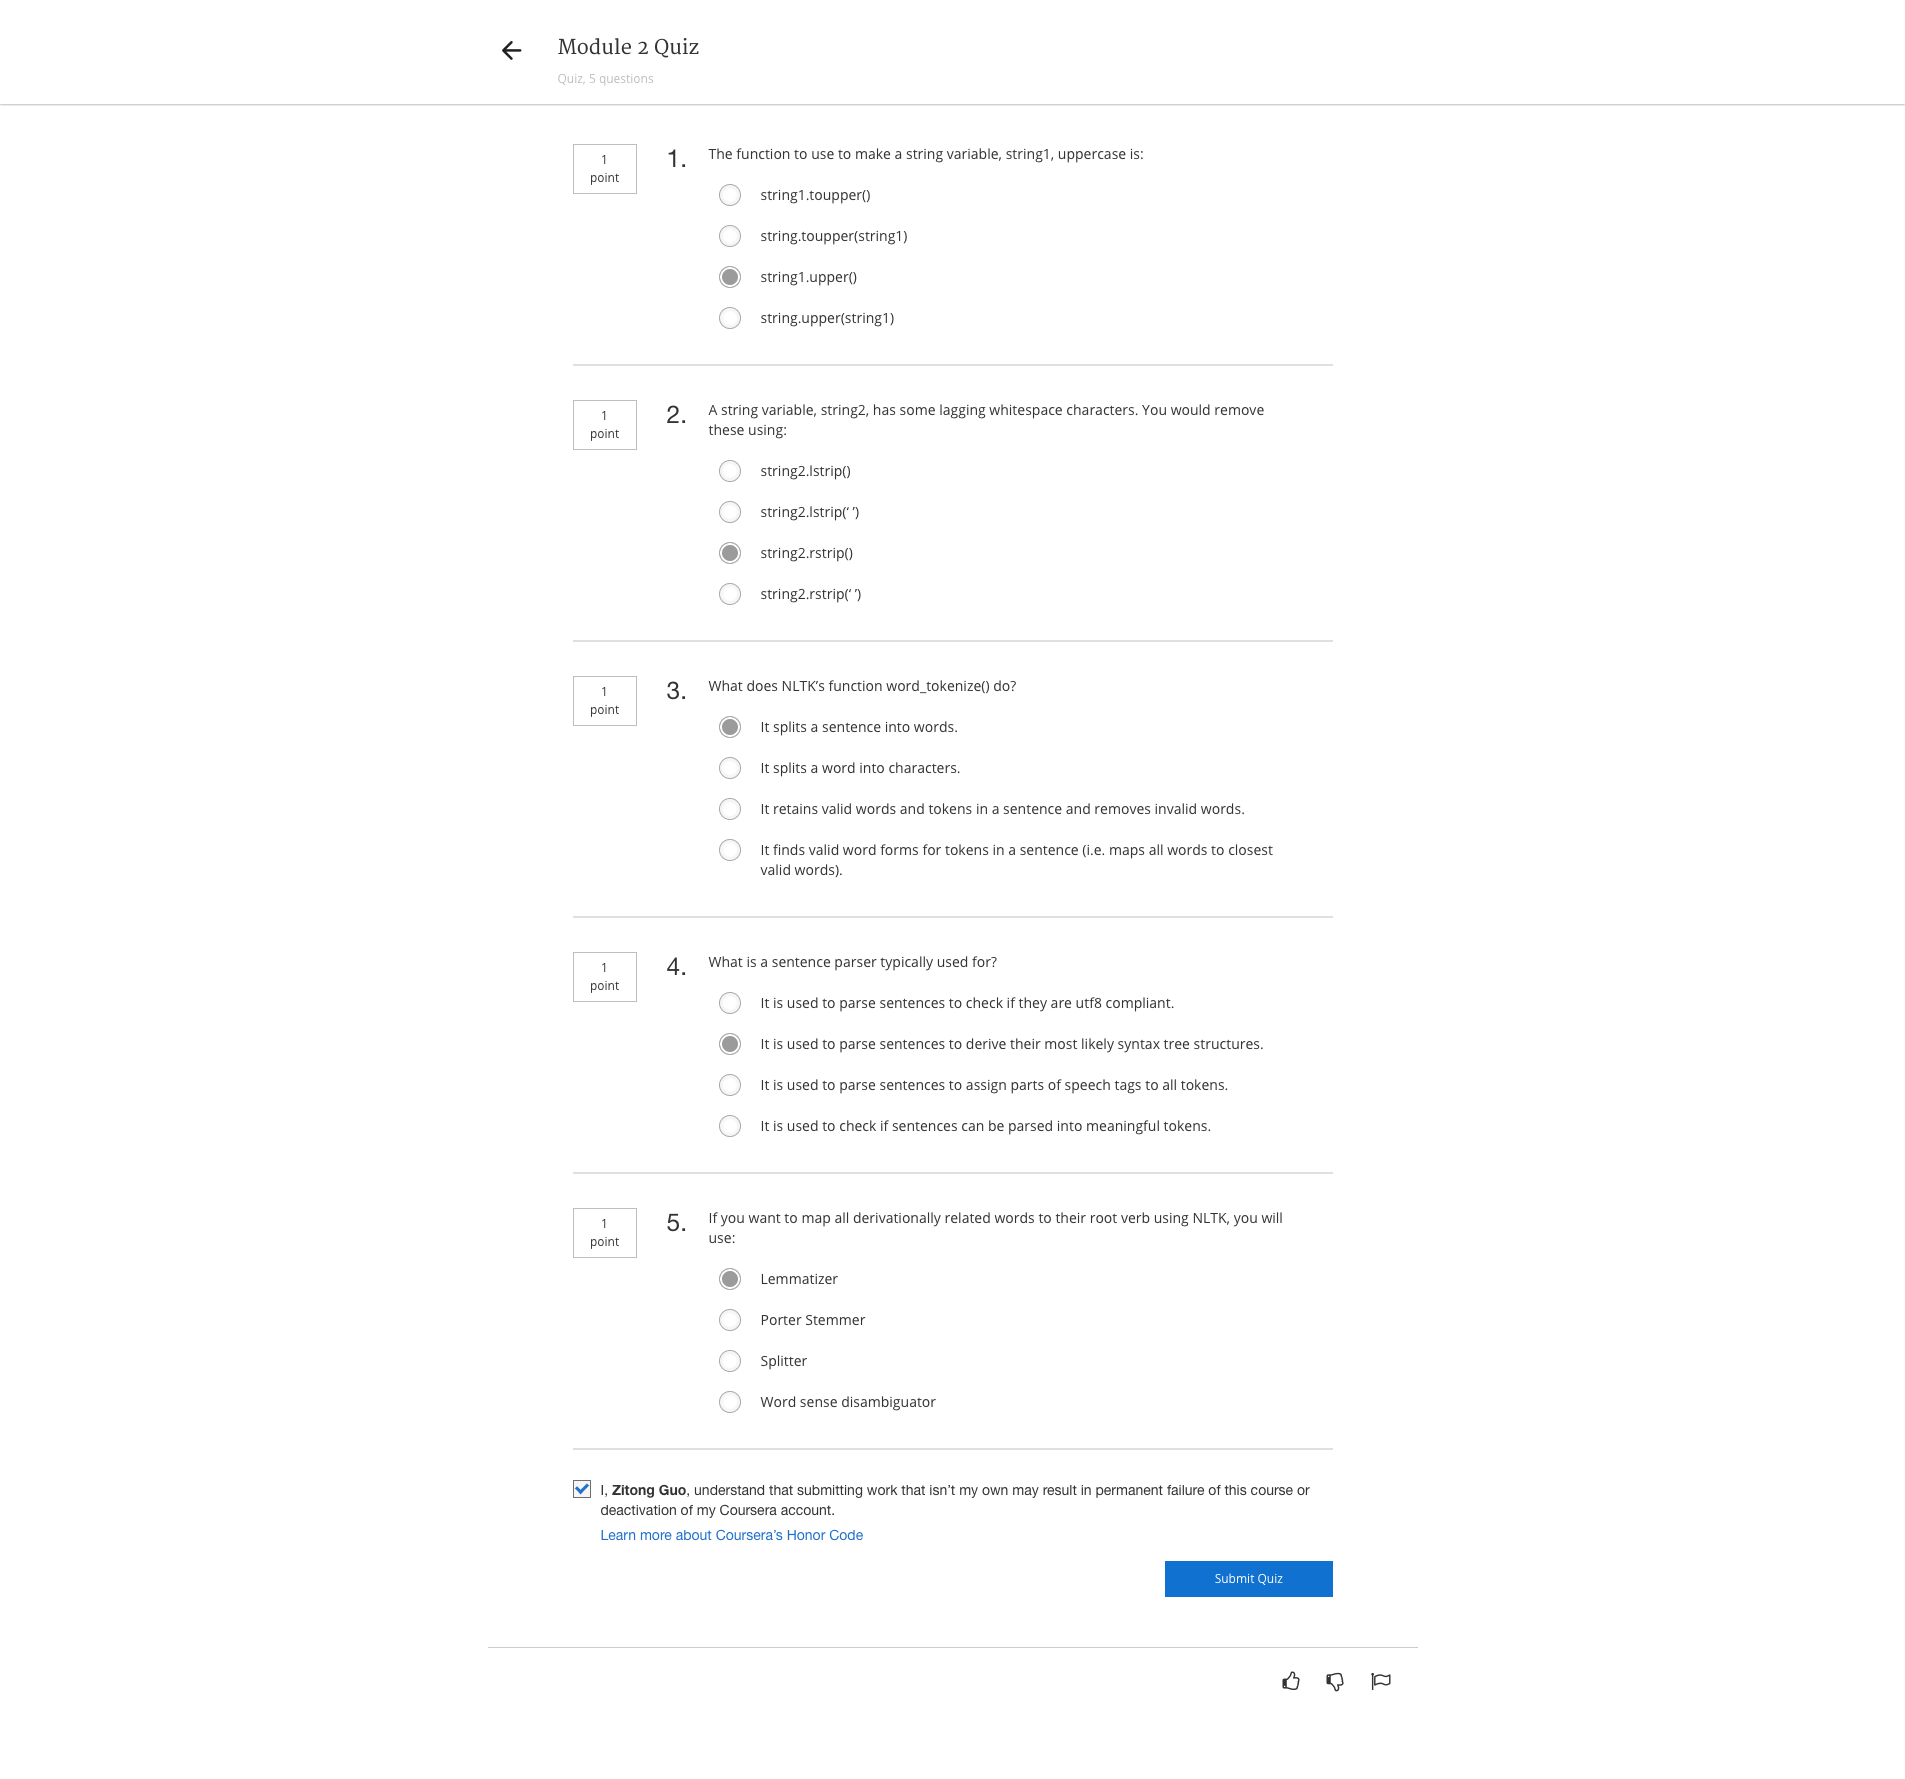 Module 2 Quiz
Quiz, 5 questions
1
point
1.
The function to use to make a string variable, string1, uppercase is:
string1.toupper()
string.toupper(string1)
string1.upper()
string.upper(string1)
1
point
2.
A string variable, string2, has some lagging whitespace characters. You would remove
these using:
string2.lstrip()
string2.lstrip(‘ ’)
string2.rstrip()
string2.rstrip(‘ ’)
1
point
3.
What does NLTK’s function word_tokenize() do?
It splits a sentence into words.
It splits a word into characters.
It retains valid words and tokens in a sentence and removes invalid words.
It finds valid word forms for tokens in a sentence (i.e. maps all words to closest
valid words).
1
point
4.
What is a sentence parser typically used for?
It is used to parse sentences to check if they are utf8 compliant.
It is used to parse sentences to derive their most likely syntax tree structures.
It is used to parse sentences to assign parts of speech tags to all tokens.
It is used to check if sentences can be parsed into meaningful tokens.
1
point
5.
If you want to map all derivationally related words to their root verb using NLTK, you will
use:
Lemmatizer
Porter Stemmer
Splitter
Word sense disambiguator
I, Zitong Guo, understand that submitting work that isn’t my own may result in permanent failure of this course or
deactivation of my Coursera account.
Learn more about Coursera’s Honor Code
Submit Quiz